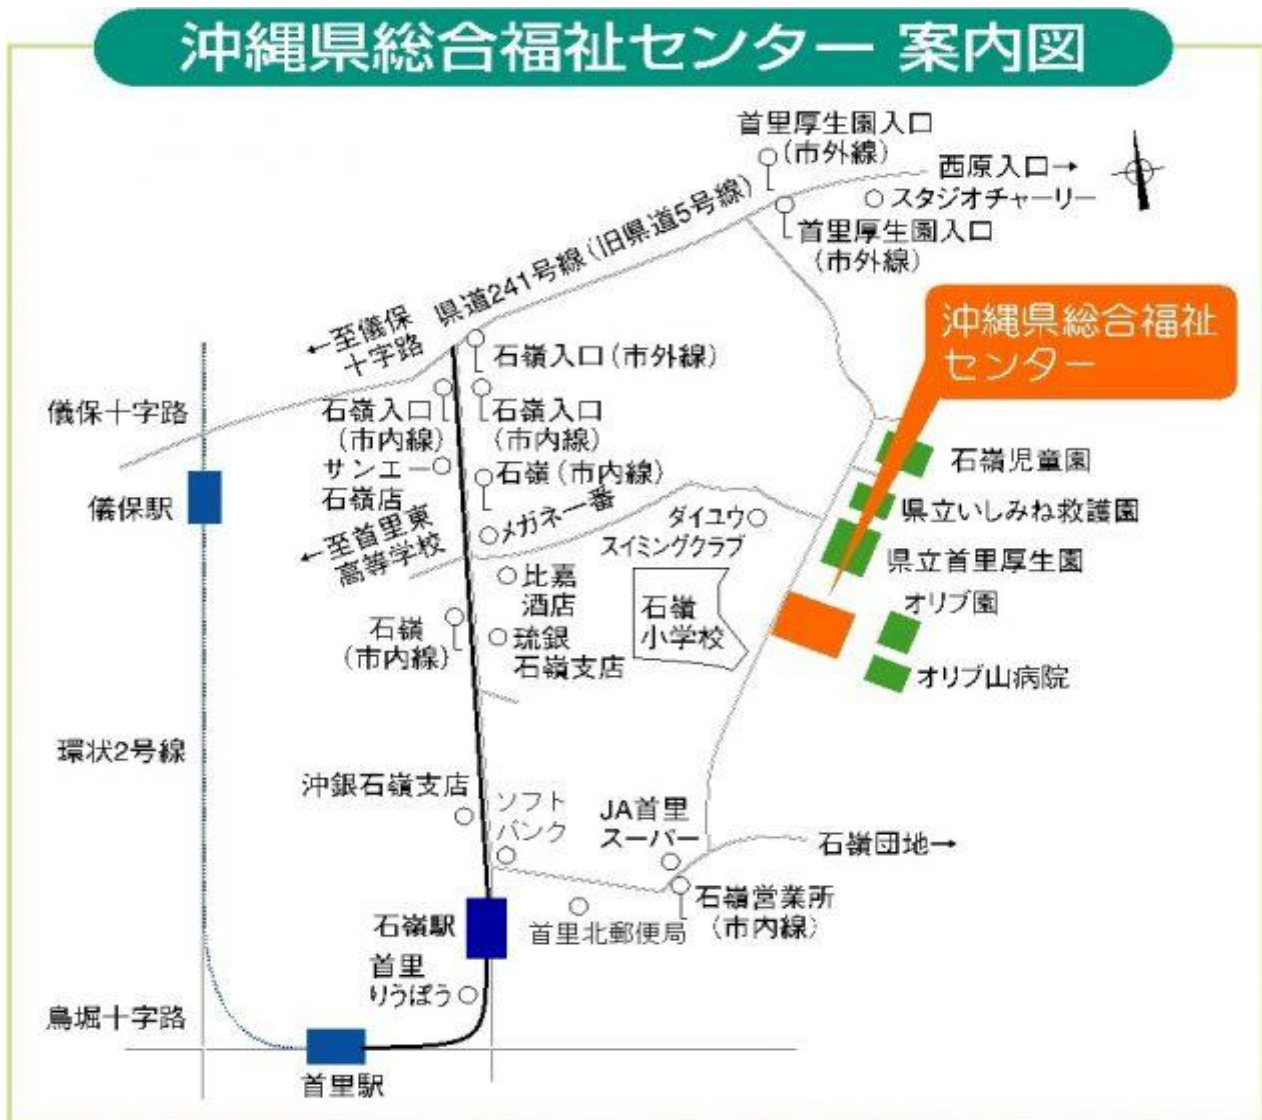 沖縄県総合福祉センター 案内図
首里厚生園入口
(市外線)
西原入口→
スタジオチャーリー
首里厚生園入口
(市外線)
県道241号線(旧県道5号線)
←至儀保
十字路
沖縄県総合福祉
センター
石嶺入口(市外線)
儀保十字路
石嶺入口
(市内線)
石嶺入口
(市内線)
サンエー
石嶺店
石嶺(市内線)
石嶺児童園
儀保駅
県立いしみね救護園
メガネ一番
ダイユウ
スイミングクラブ
←至首里東
高等学校
県立首里厚生園
比嘉
酒店
石嶺
小学校
オリブ園
石嶺
(市内線)
琉銀
石嶺支店
オリブ山病院
環状2号線
沖銀石嶺支店
ソフト
バンク
JA首里
スーパー
石嶺団地→
石嶺営業所
(市内線)
石嶺駅
首里北郵便局
首里
りうぼう
鳥堀十字路
首里駅